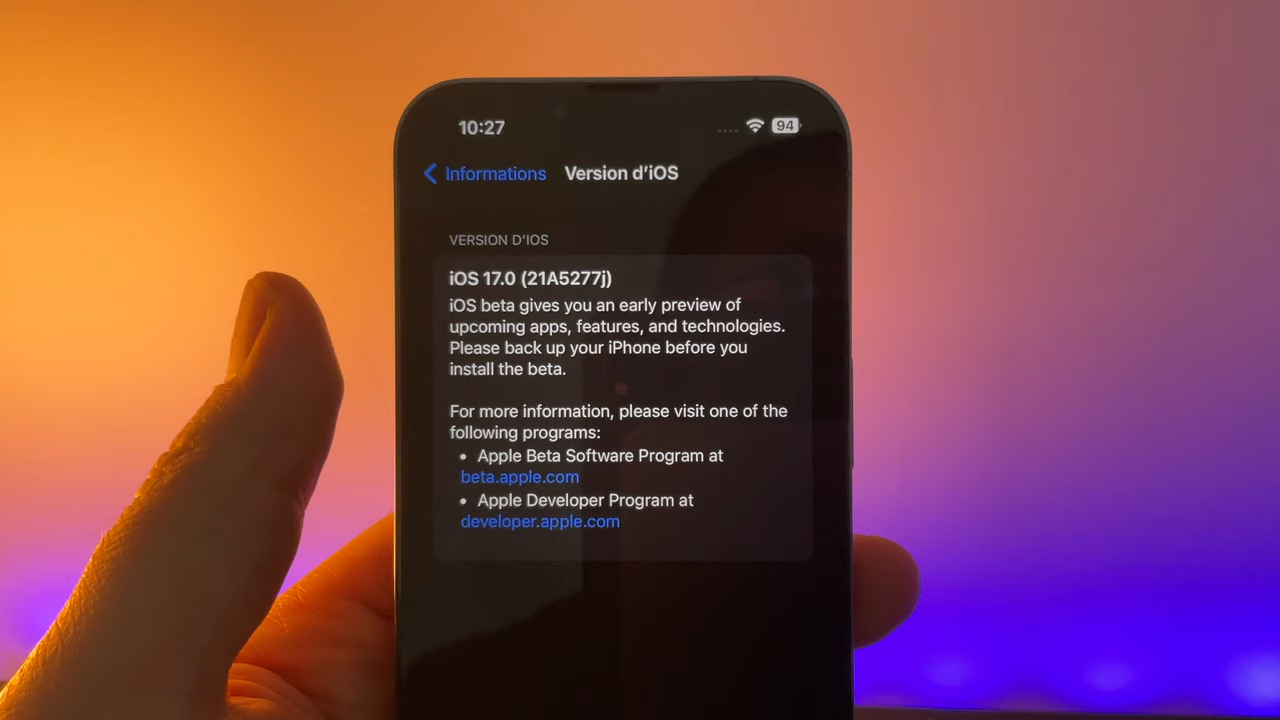 10:27
94
Informations
Version d'iOS
VERSION D'IOS
iOS 17.0 (21A5277j)
iOS beta gives you an early preview of
upcoming apps, features, and technologies.
Please back up your iPhone before you
install the beta.
For more information, please visit one of the
following programs:
• Apple Beta Software Program at
beta.apple.com
• Apple Developer Program at
developer.apple.com